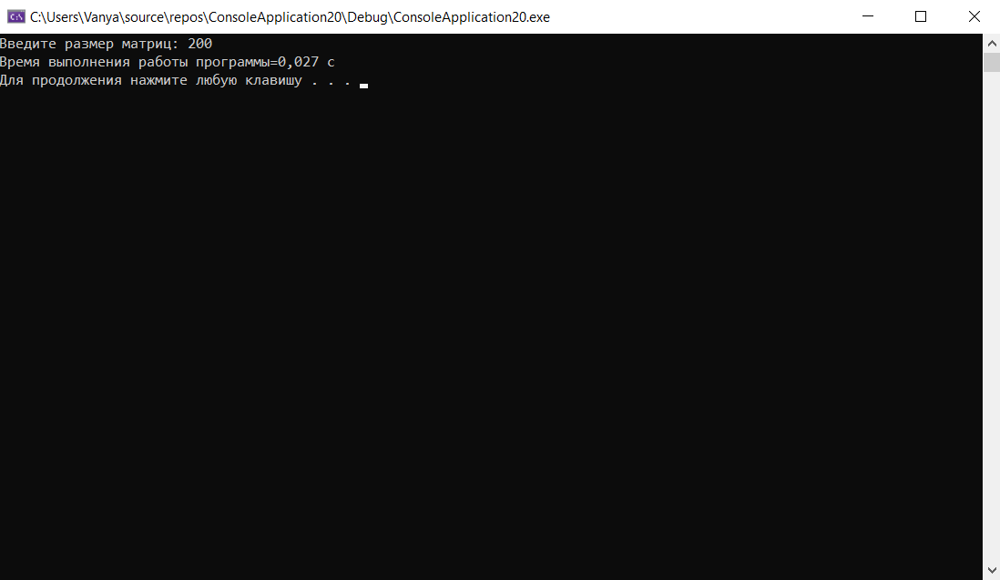 C:\Users\Vanya\source\repos\ConsoleApplication20\Debug\ConsoleApplication20.exe
Введите размер матриц: 200
Время выполнения работы программы=0,027 с
Для продолжения нажмите любую клавишу . . .